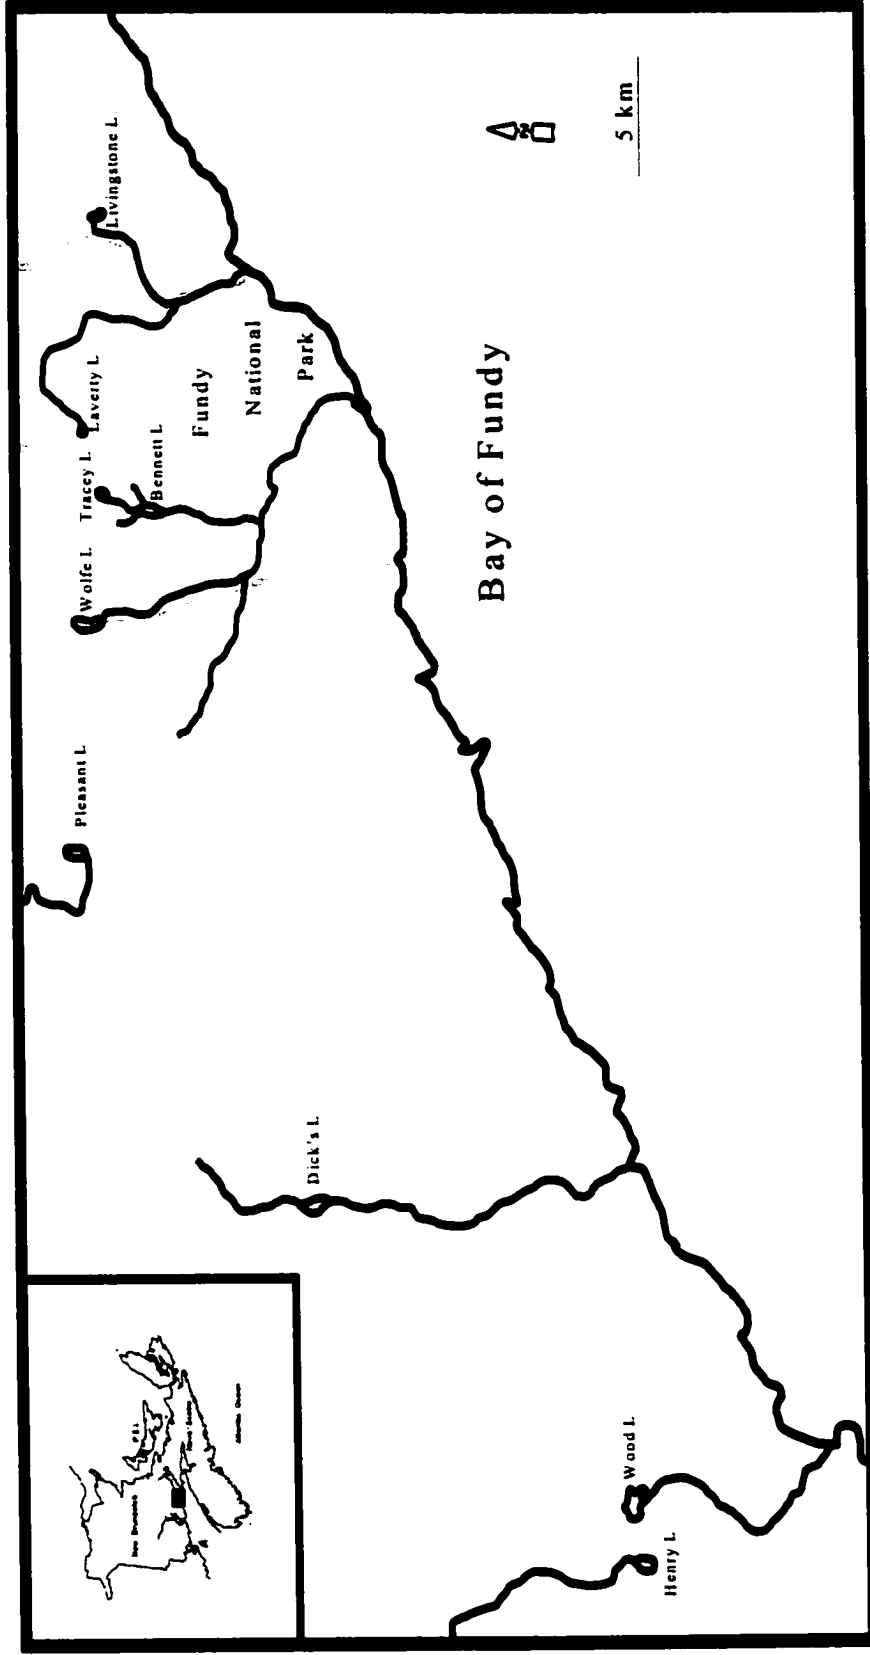 Livingstone L
Laverty L
Tracey L
Bennett L
Wolfe L
Pleasant L
Fundy
National
Park
N
5 km
Bay of Fundy
Dick's L
Wood L
Henry L
New Brunswick
P E I
Nova Scotia
Atlantic Ocean